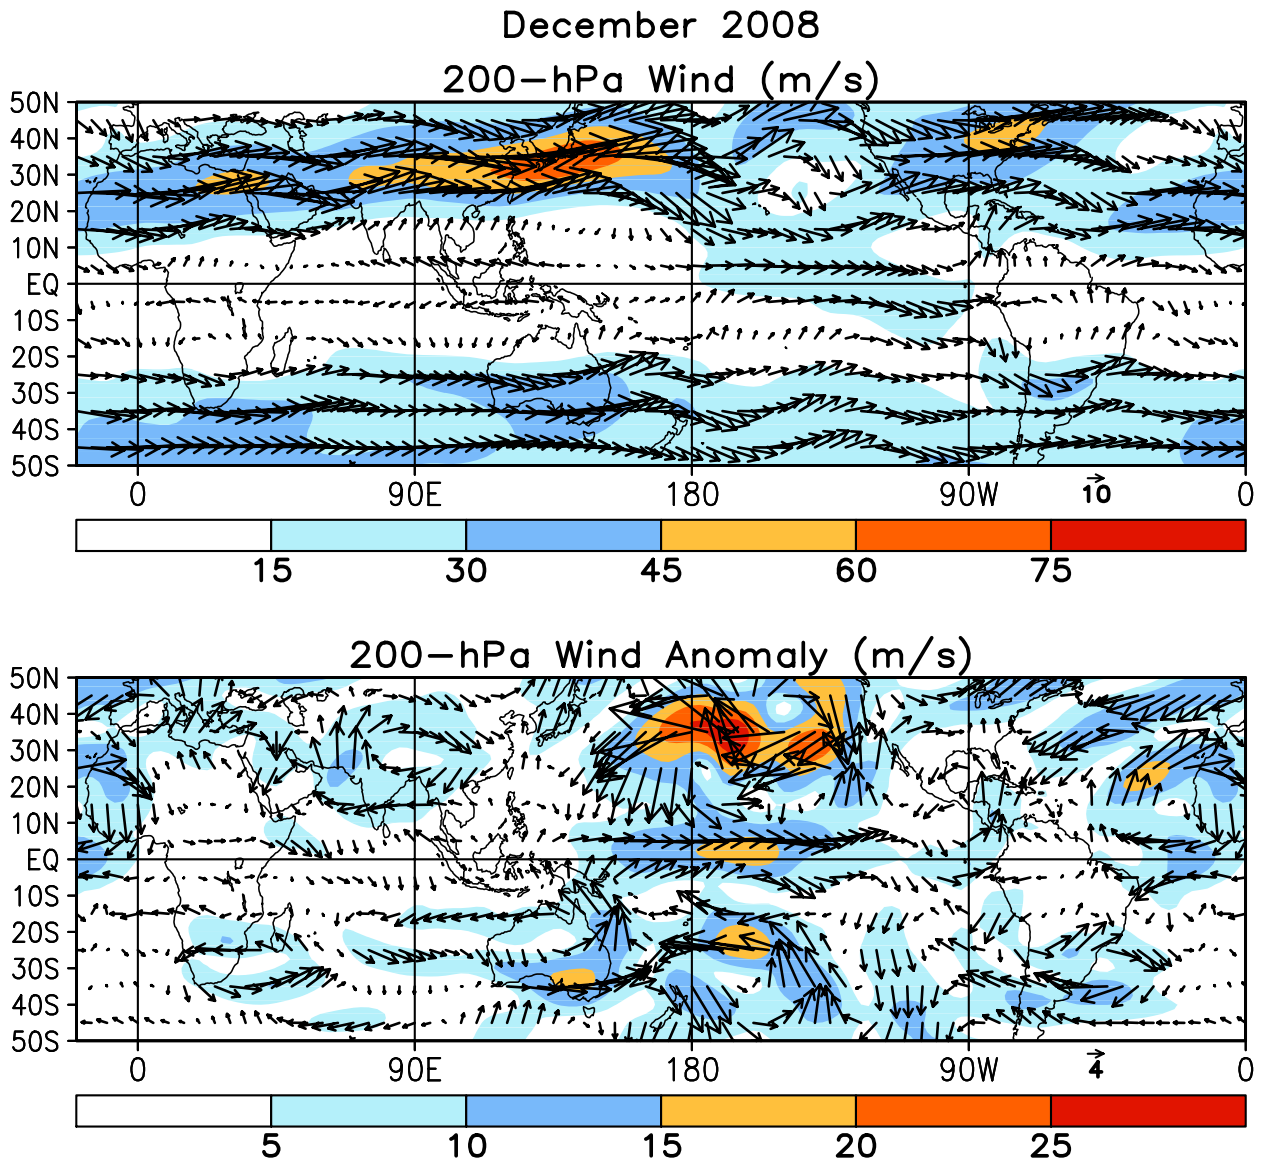 December 2008
200-hPa Wind (m/s)
50N
40N
30N
20N
10N
EQ
10S
20S
30S
40S
50S
0 90E 180 90W 10 0
15 30 45 60 75
200-hPa Wind Anomaly (m/s)
50N
40N
30N
20N
10N
EQ
10S
20S
30S
40S
50S
0 90E 180 90W 4 0
5 10 15 20 25